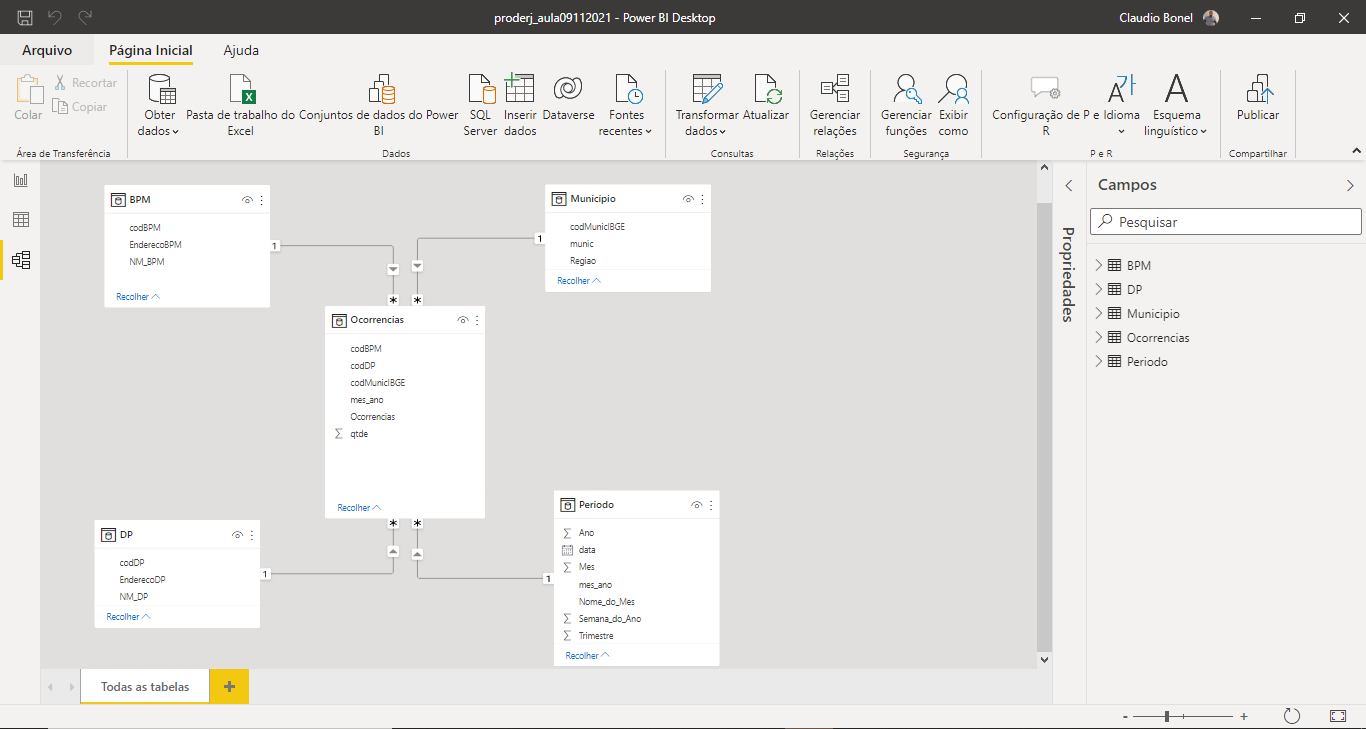 proderj_aula09112021 - Power BI Desktop
Claudio Bonel
Arquivo
Página Inicial
Ajuda
Colar
Recortar
Copiar
Área de Transferência
Obter
dados
Pasta de trabalho do
Excel
Conjuntos de dados do Power
BI
SQL
Server
Inserir
dados
Dataverse
Fontes
recentes
Dados
Transformar
dados
Atualizar
Consultas
Gerenciar
relações
Relações
Gerenciar
funções
Exibir
como
Segurança
Configuração de P e
R
Idioma
Esquema
linguístico
P e R
Publicar
Compartilhar
BPM
codBPM
EnderecoBPM
NM_BPM
Recolher
1
*
Municipio
codMunicIBGE
munic
Regiao
Recolher
1
*
Ocorrencias
codBPM
codDP
codMunicIBGE
mes_ano
Ocorrencias
qtde
Recolher
*
*
DP
codDP
EnderecoDP
NM_DP
Recolher
1
Periodo
Ano
data
Mes
mes_ano
Nome_do_Mes
Semana_do_Ano
Trimestre
Recolher
1
Propriedades
Campos
Pesquisar
BPM
DP
Municipio
Ocorrencias
Periodo
Todas as tabelas
+
- +